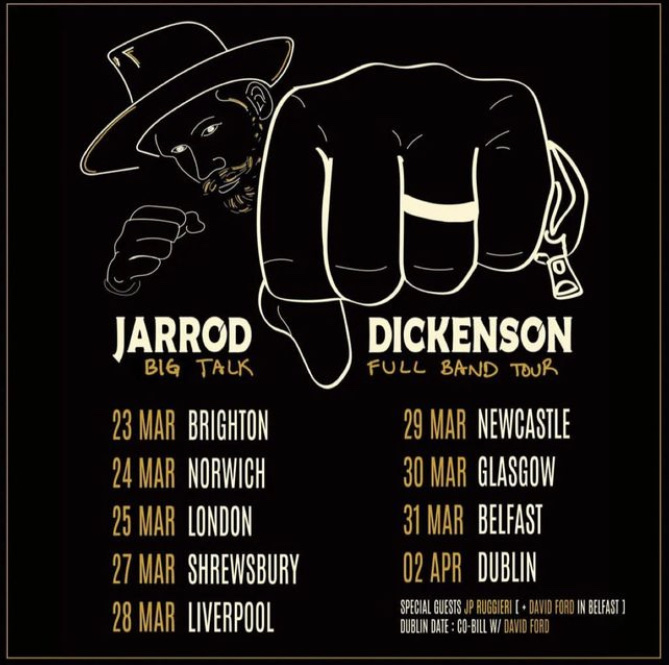 JARROD DICKENSON
BIG TALK FULL BAND TOUR
23 MAR BRIGHTON
24 MAR NORWICH
25 MAR LONDON
27 MAR SHREWSBURY
28 MAR LIVERPOOL
29 MAR NEWCASTLE
30 MAR GLASGOW
31 MAR BELFAST
02 APR DUBLIN
SPECIAL GUESTS JP RUGGIERI [ + DAVID FORD IN BELFAST ]
DUBLIN DATE : CO-BILL W/ DAVID FORD